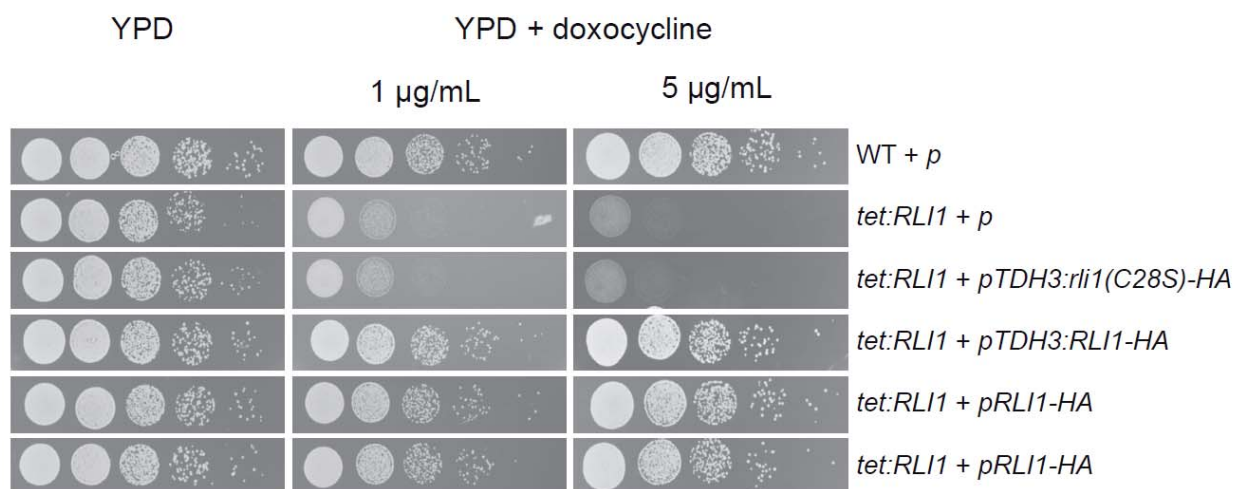 YPD YPD + doxocycline
1 µg/mL 5 µg/mL
WT + p
tet:RLI1 + p
tet:RLI1 + pTDH3:rli1(C28S)-HA
tet:RLI1 + pTDH3:RLI1-HA
tet:RLI1 + pRLI1-HA
tet:RLI1 + pRLI1-HA